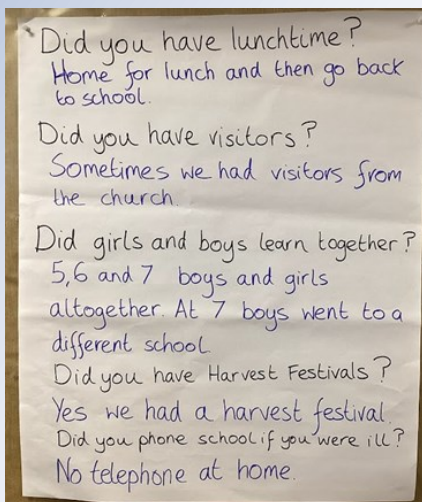 Did you have lunchtime?
Home for lunch and then go back
to school.
Did you have visitors?
Sometimes we had visitors from
the church.
Did girls and boys learn together?
5,6 and 7 boys and girls
altogether. At 7 boys went to a
different school
Did you have Harvest Festivals?
Yes we had a harvest festival.
Did you phone school if you were ill?
No telephone at home.